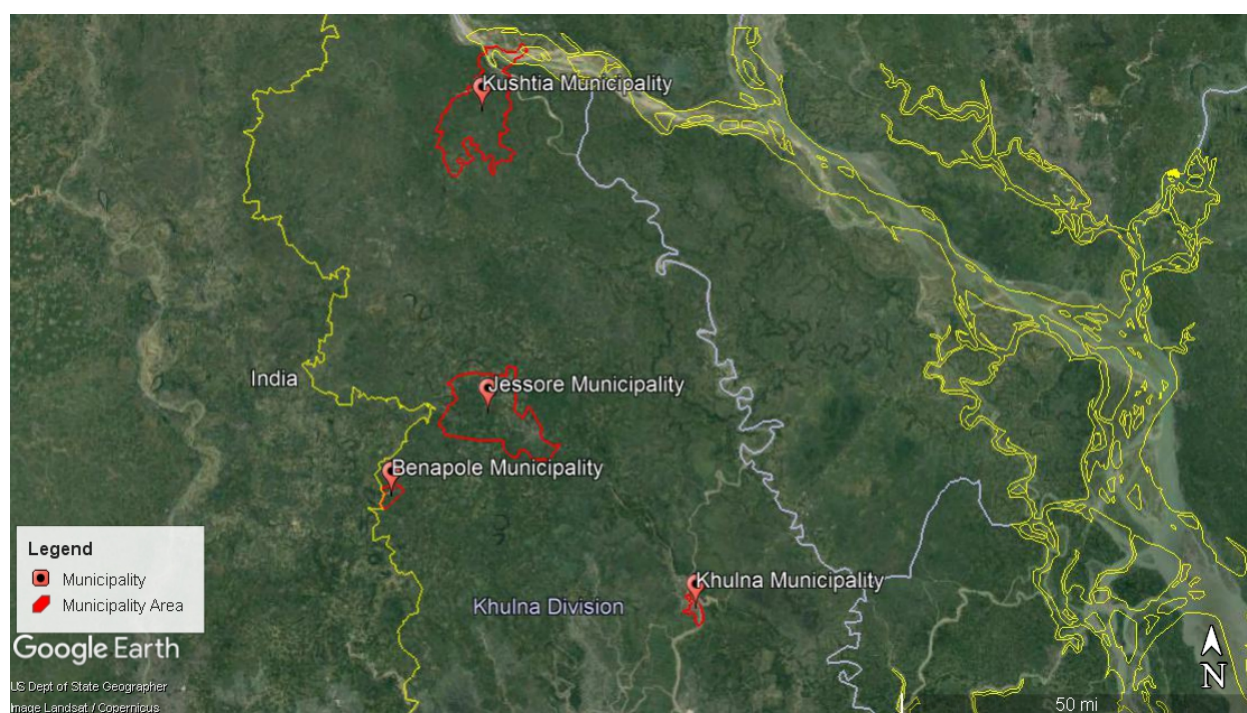 Kushtia Municipality
India
Jessore Municipality
Benapole Municipality
Khulna Municipality
Khulna Division
Legend
Municipality
Municipality Area
Google Earth
US Dept of State Geographer
Image Landsat / Copernicus
N
50 mi